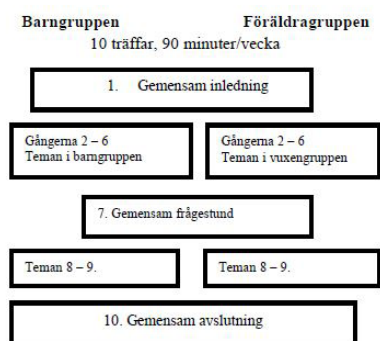 Barngruppen Föräldragruppen
10 träffar, 90 minuter/vecka
1. Gemensam inledning
Gångerna 2 – 6
Teman i barngruppen
Gångerna 2 – 6
Teman i vuxengruppen
7. Gemensam frågestund
Teman 8 – 9.
Teman 8 – 9.
10. Gemensam avslutning